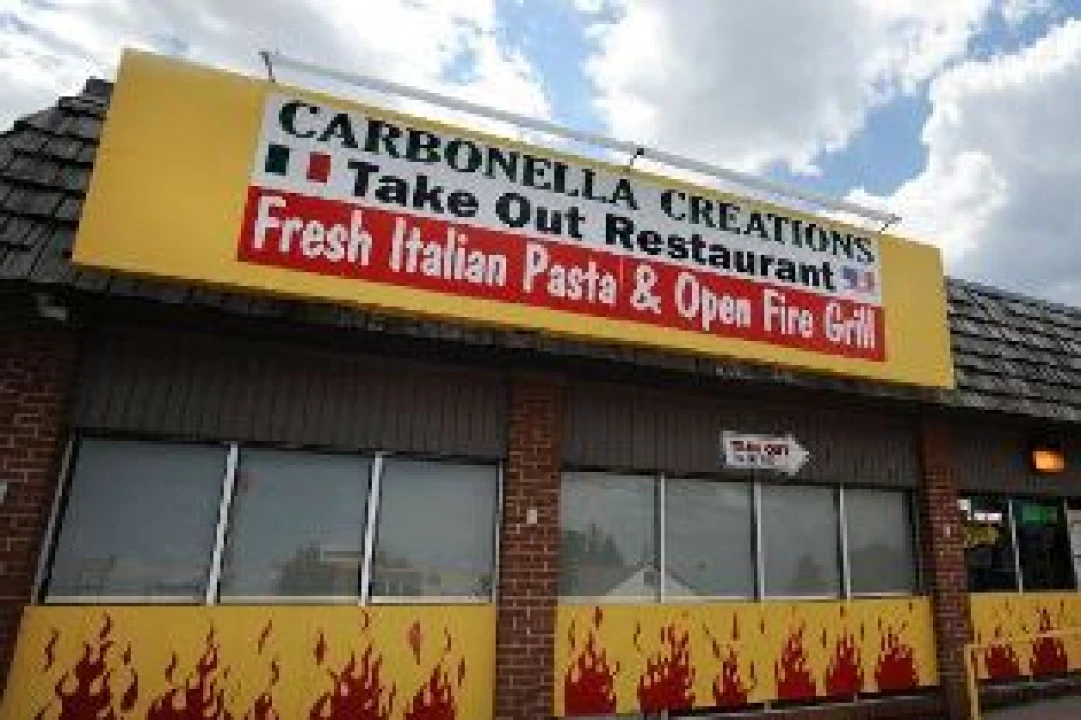 CARBONELLA CREATIONS
Take Out Restaurant
Fresh Italian Pasta & Open Fire Grill